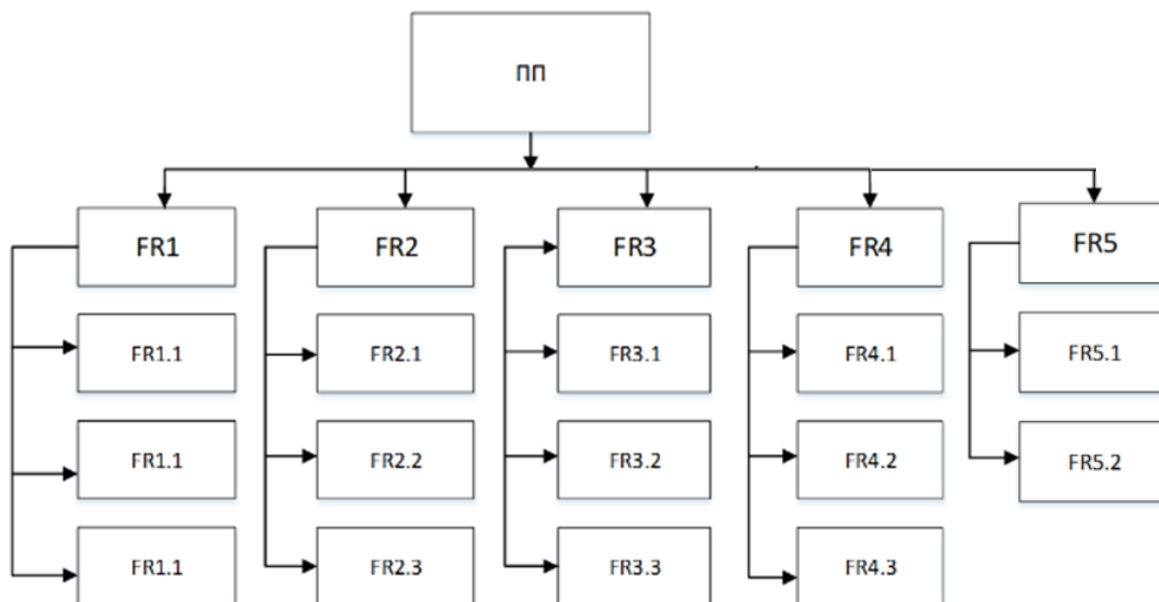 ПП
FR1
FR2
FR3
FR4
FR5
FR1.1
FR2.1
FR3.1
FR4.1
FR5.1
FR1.1
FR2.2
FR3.2
FR4.2
FR5.2
FR1.1
FR2.3
FR3.3
FR4.3